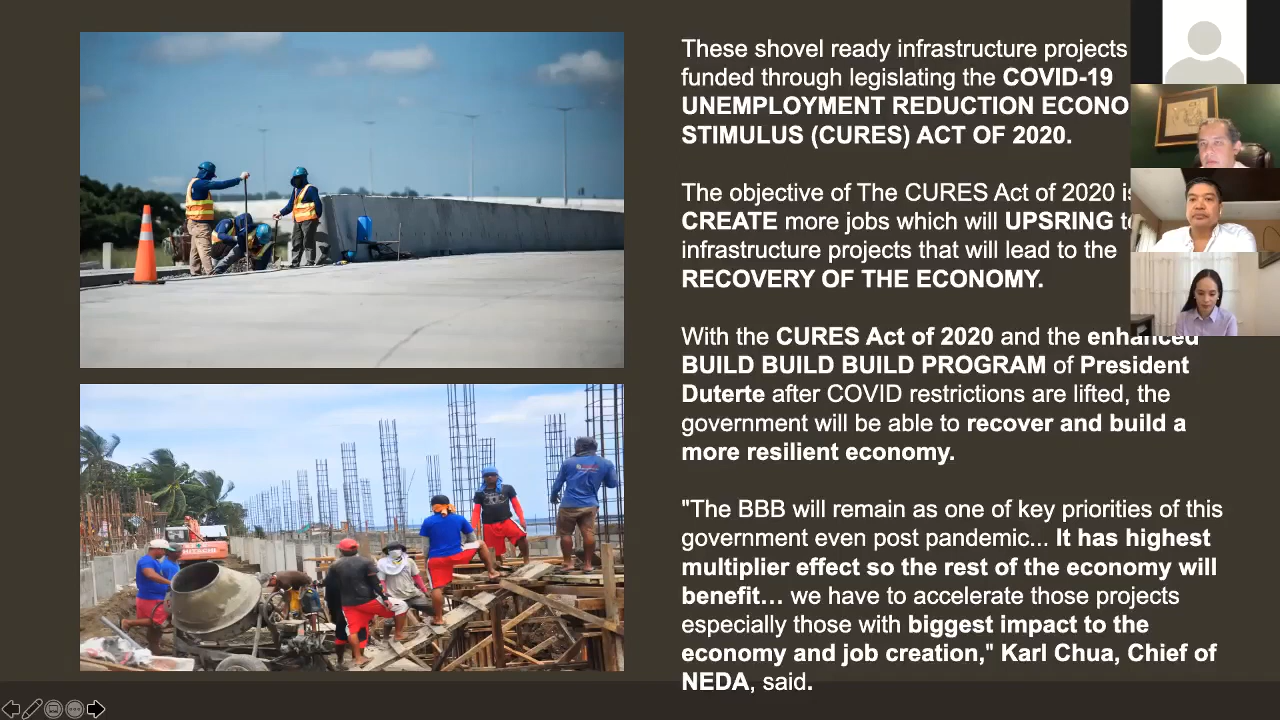 These shovel ready infrastructure projects
funded through legislating the COVID-19
UNEMPLOYMENT REDUCTION ECONO
STIMULUS (CURES) ACT OF 2020.
The objective of The CURES Act of 2020 is
CREATE more jobs which will UPSRING
infrastructure projects that will lead to the
RECOVERY OF THE ECONOMY.
With the CURES Act of 2020 and the enhanced
BUILD BUILD BUILD PROGRAM of President
Duterte after COVID restrictions are lifted, the
government will be able to recover and build a
more resilient economy.
"The BBB will remain as one of key priorities of this
government even post pandemic... It has highest
multiplier effect so the rest of the economy will
benefit... we have to accelerate those projects
especially those with biggest impact to the
economy and job creation," Karl Chua, Chief of
NEDA, said.
HITACHI